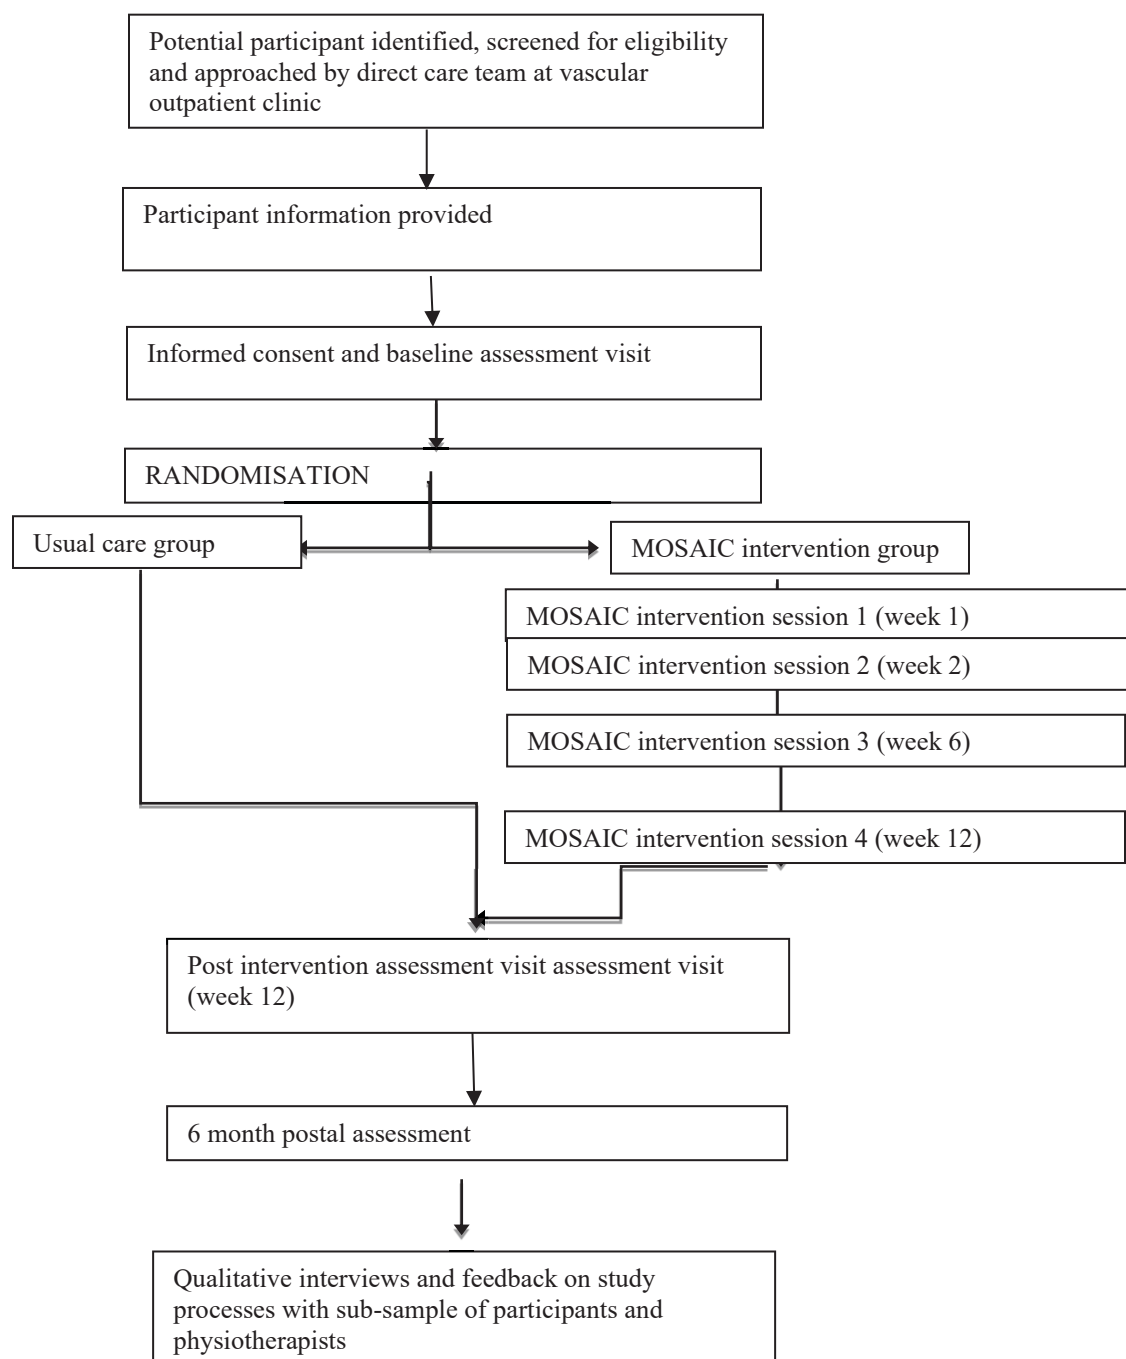 Potential participant identified, screened for eligibility
and approached by direct care team at vascular
outpatient clinic
Participant information provided
Informed consent and baseline assessment visit
RANDOMISATION
Usual care group
MOSAIC intervention group
MOSAIC intervention session 1 (week 1)
MOSAIC intervention session 2 (week 2)
MOSAIC intervention session 3 (week 6)
MOSAIC intervention session 4 (week 12)
Post intervention assessment visit assessment visit
(week 12)
6 month postal assessment
Qualitative interviews and feedback on study
processes with sub-sample of participants and
physiotherapists